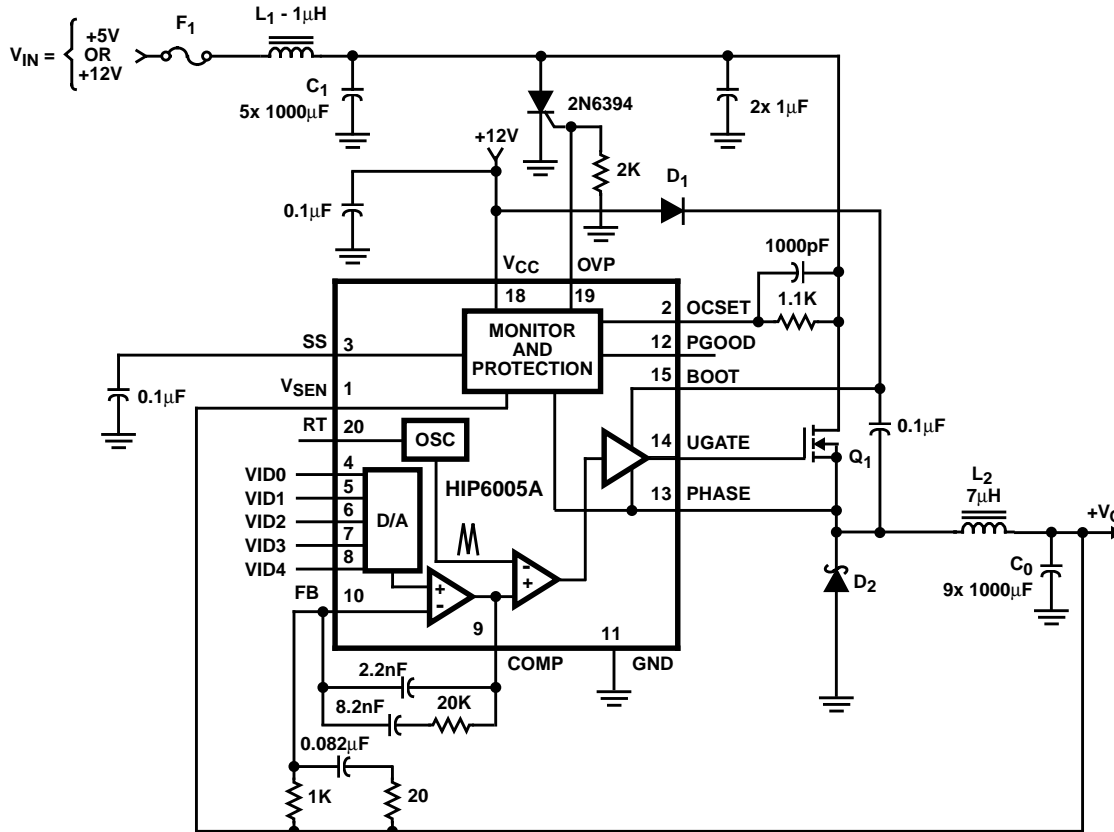 V_IN = { +5V OR +12V
F1
L1 - 1μH
C1
5x 1000μF
2N6394
2x 1μF
+12V
2K
D1
0.1μF
1000pF
V_CC
OVP
18
19
1.1K
2
OCSET
MONITOR
AND
PROTECTION
SS
3
12
PGOOD
15
BOOT
0.1μF
V_SEN
1
RT
20
OSC
0.1μF
14
UGATE
Q1
VID0
4
VID1
5
VID2
6
VID3
7
VID4
8
D/A
HIP6005A
13
PHASE
L2
7μH
+V
C0
9x 1000μF
D2
-
+
+
-
FB
10
9
COMP
11
GND
2.2nF
8.2nF
20K
0.082μF
1K
20